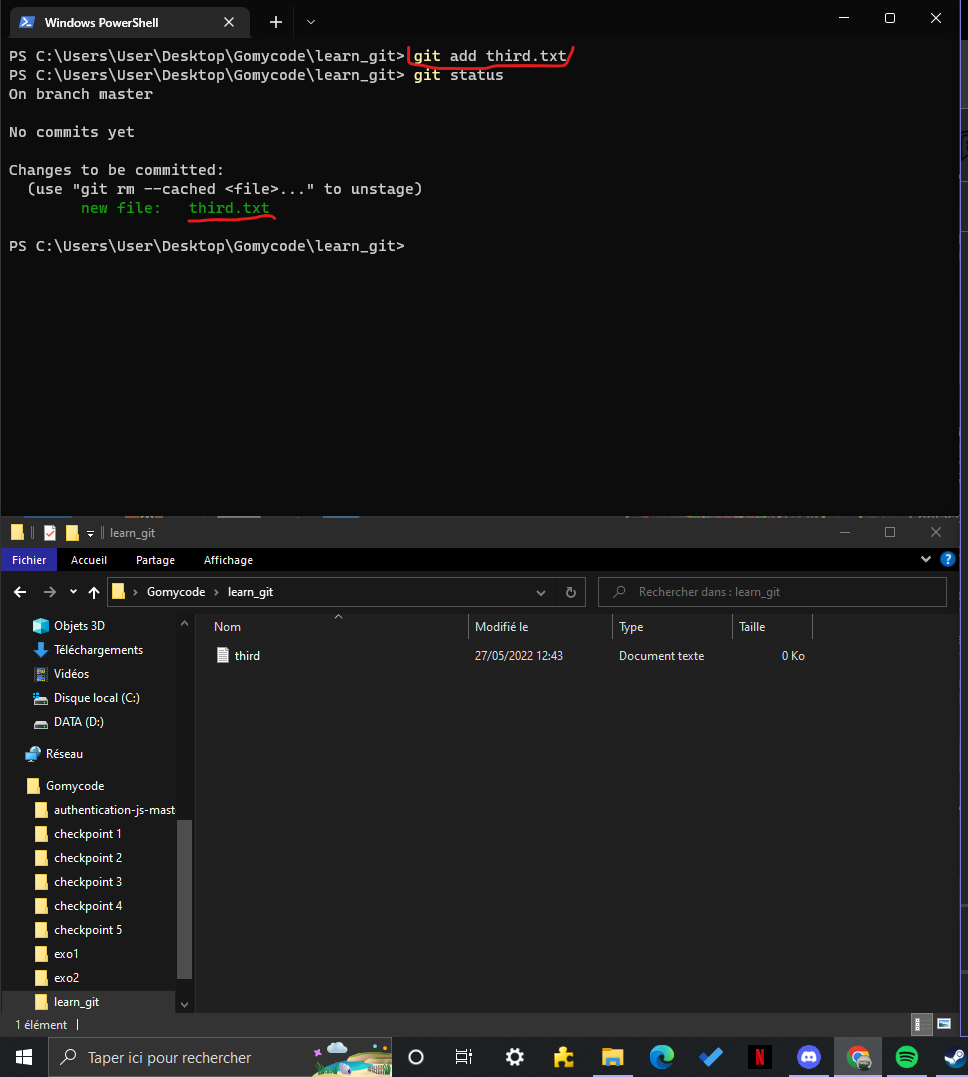 Windows PowerShell
PS C:\Users\User\Desktop\Gomycode\learn_git> git add third.txt
PS C:\Users\User\Desktop\Gomycode\learn_git> git status
On branch master
No commits yet
Changes to be committed:
(use "git rm --cached <file>..." to unstage)
new file: third.txt
PS C:\Users\User\Desktop\Gomycode\learn_git>
learn_git
Fichier Accueil Partage Affichage
Gomycode > learn_git
Rechercher dans : learn_git
Nom Modifié le Type Taille
third 27/05/2022 12:43 Document texte 0 Ko
Objets 3D
Téléchargements
Vidéos
Disque local (C:)
DATA (D:)
Réseau
Gomycode
authentication-js-mast
checkpoint 1
checkpoint 2
checkpoint 3
checkpoint 4
checkpoint 5
exo1
exo2
learn_git
1 élément
Taper ici pour rechercher